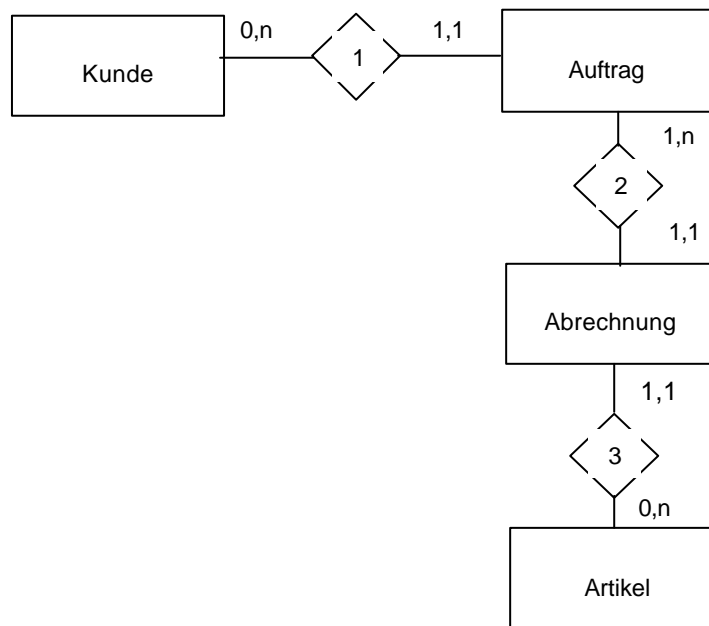 0,n 1 1,1
Kunde Auftrag
1,n
2
1,1
Abrechnung
1,1
3
0,n
Artikel